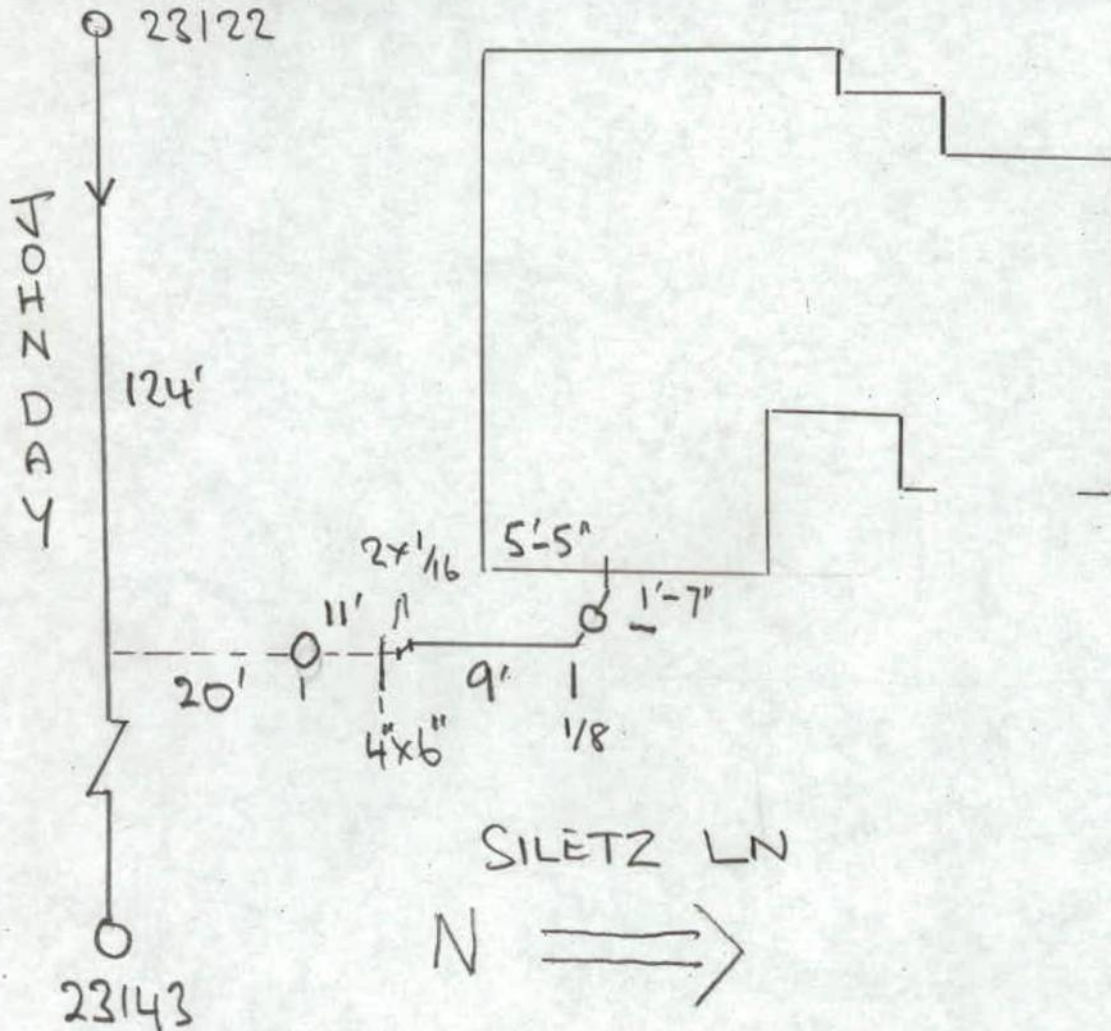 23122
JOHN DAY
124'
5'-5"
2x1/16
1'-7"
11'
20'
9'
4"x6"
1/8
SILETZ LN
N
23143